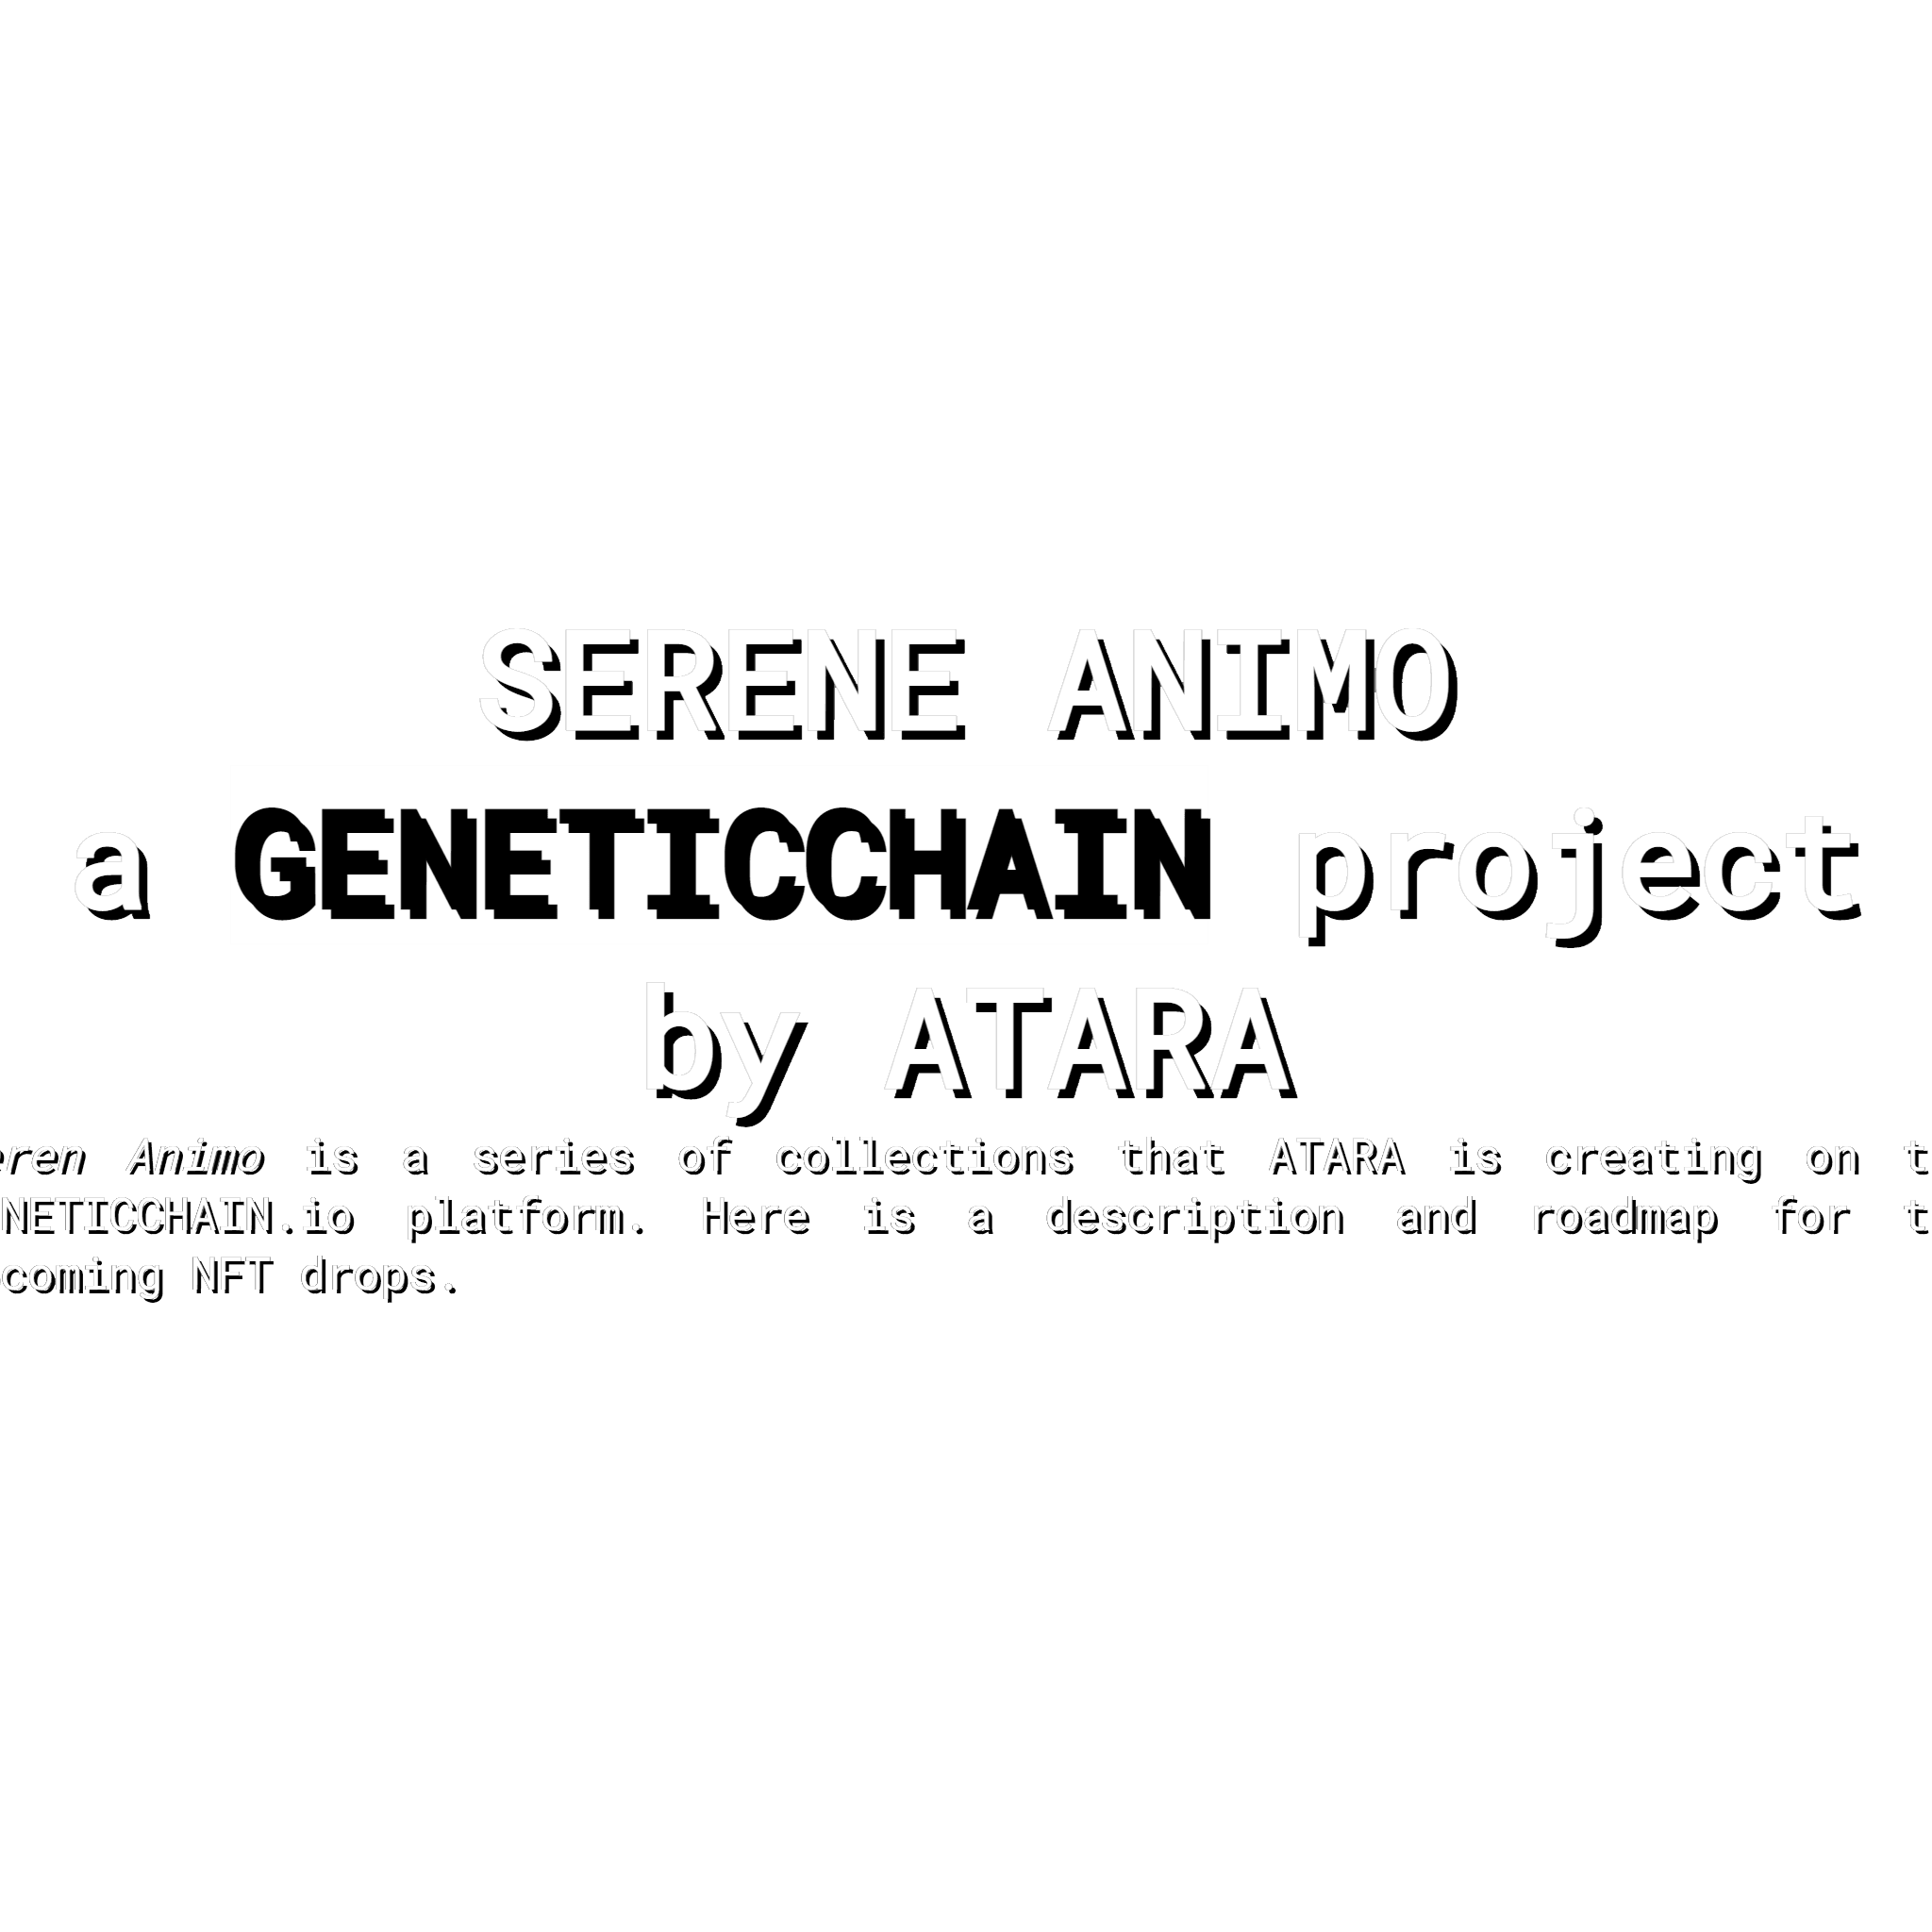 SERENE ANIMO
a GENETICCHAIN project
by ATARA
eren Animo is a series of collections that ATARA is creating on t
NETICCHAIN.io platform. Here is a description and roadmap for t
coming NFT drops.